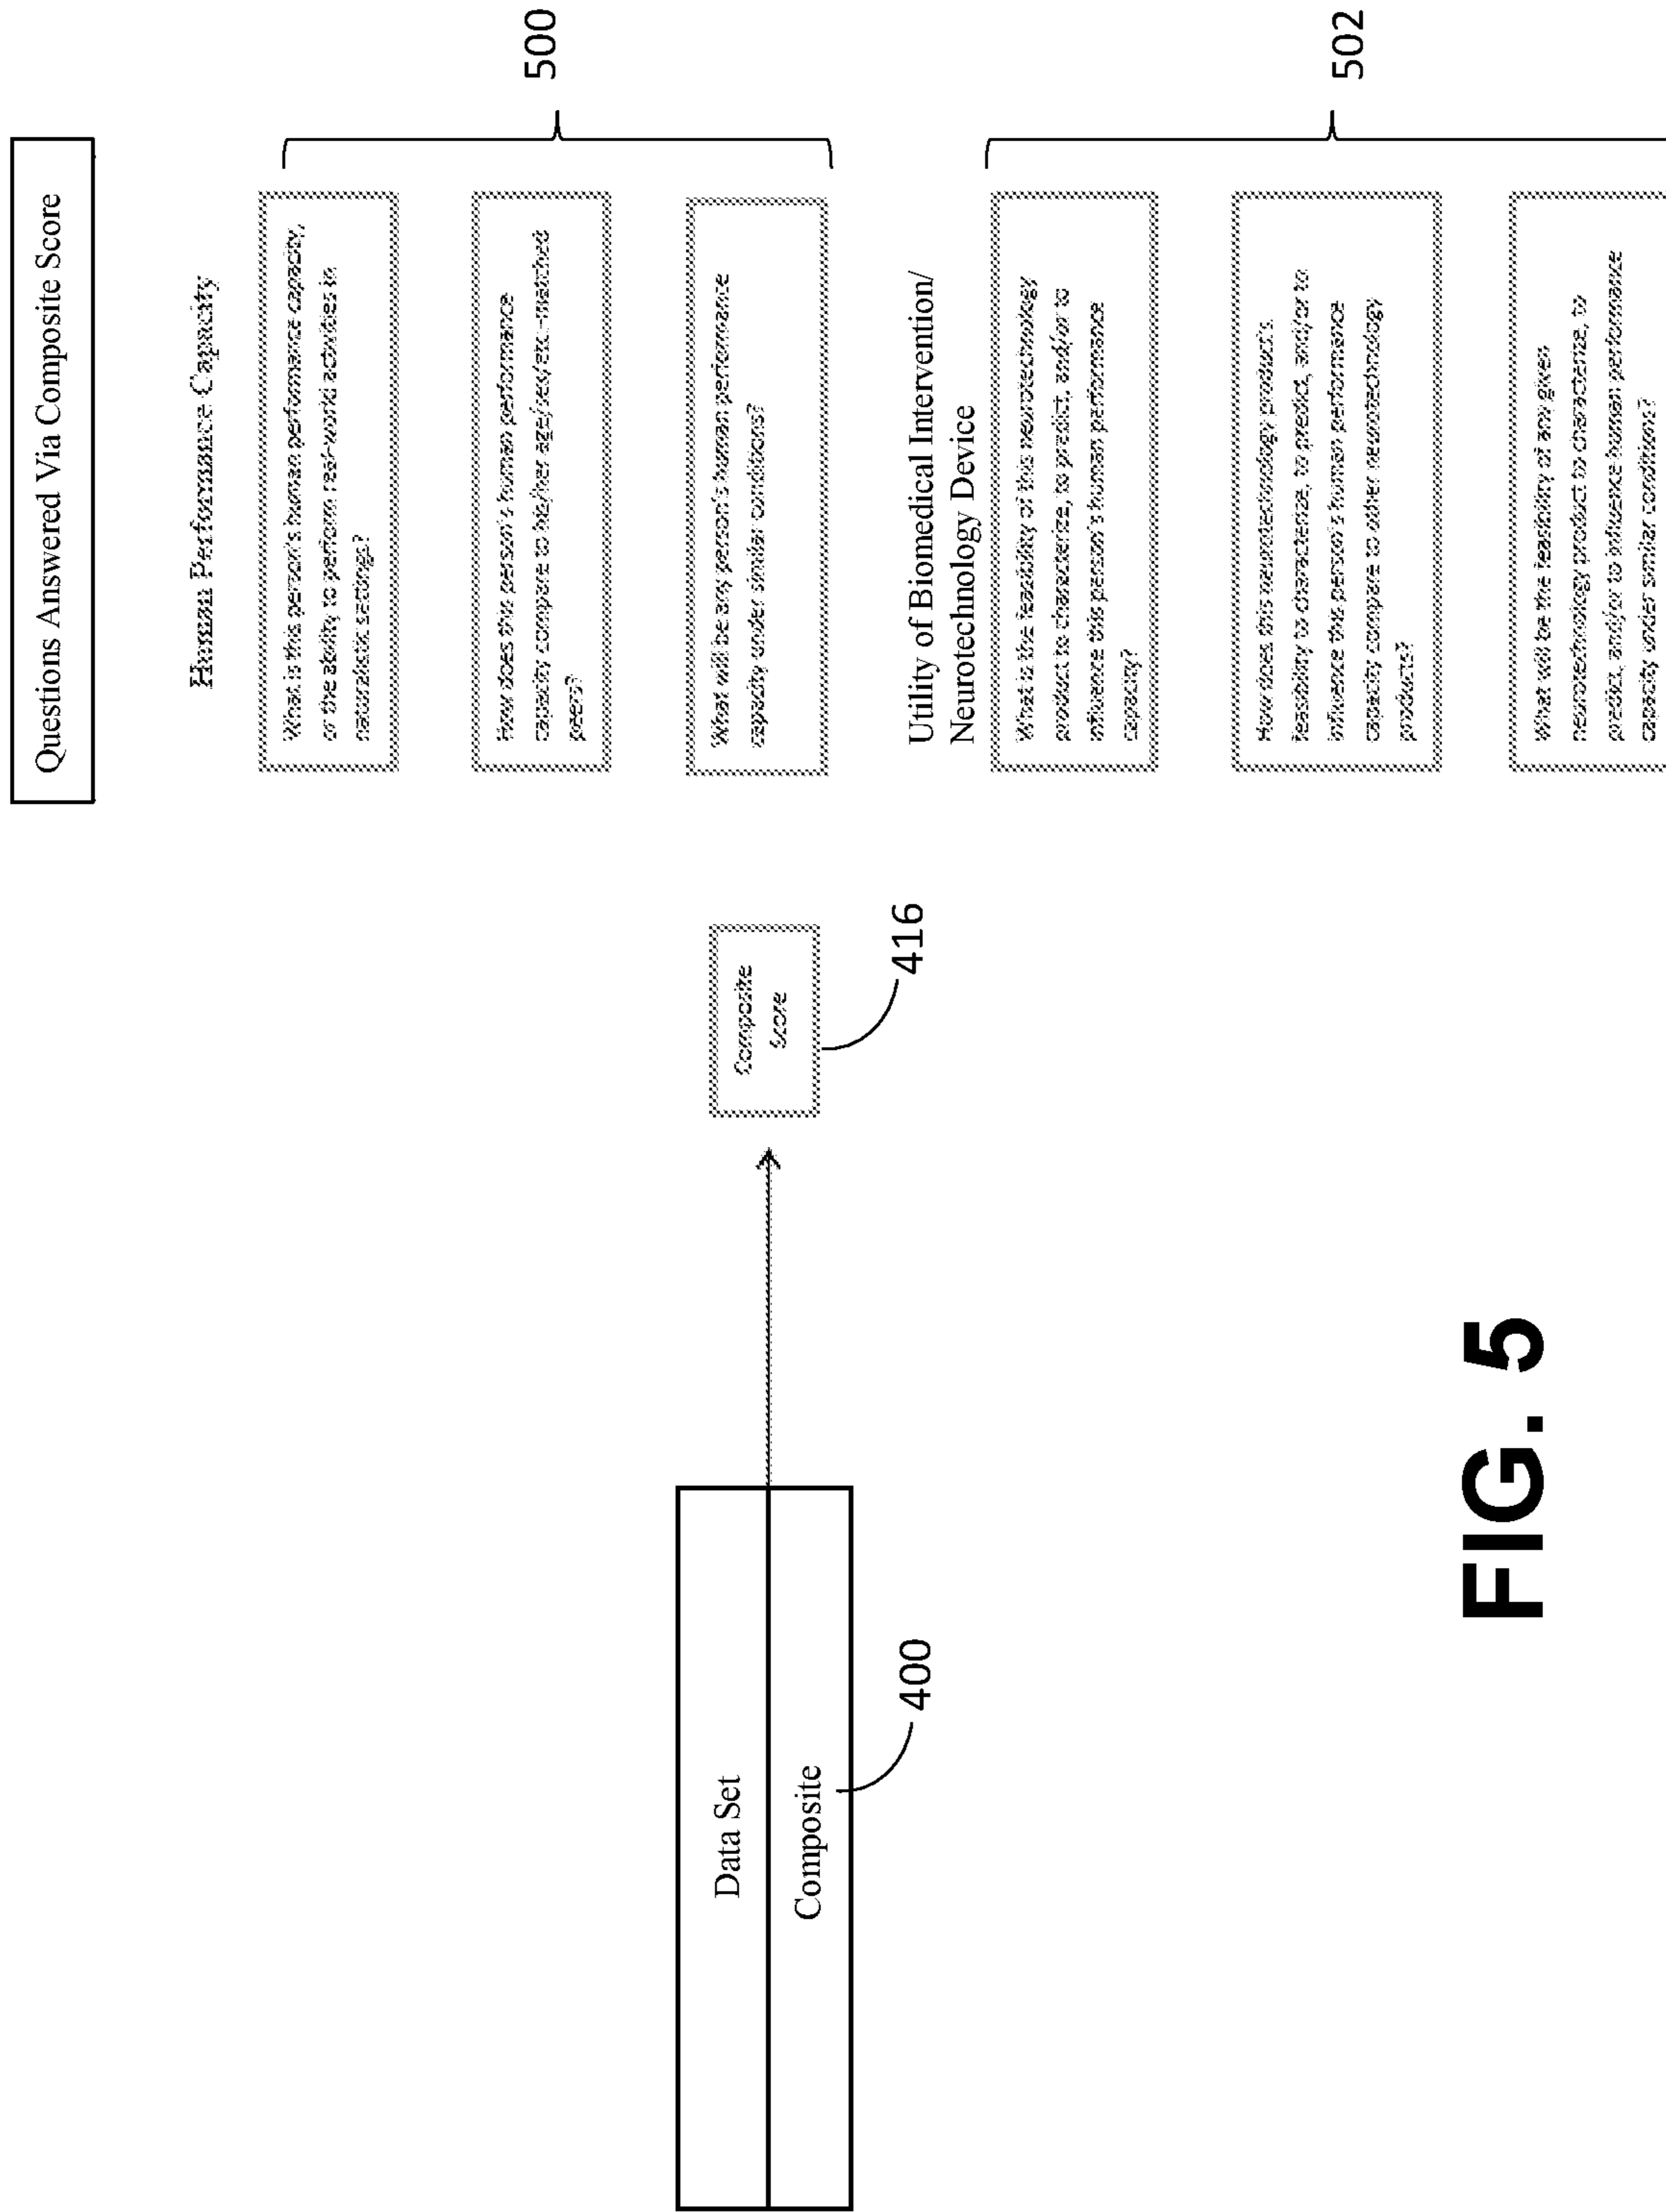 Questions Answered Via Composite Score
Human Performance Capacity
What is this person's human performance capacity,
or the ability to perform real-world activities in
naturalistic settings?
How does this person's human performance
capacity compare to his/her age/sex/etc.-matched
peers?
What will be any person's human performance
capacity under similar conditions?
500
Utility of Biomedical Intervention/
Neurotechnology Device
What is the feasibility of this neurotechnology
product to characterize, to predict, and/or to
influence this person's human performance
capacity?
How does this neurotechnology product's
feasibility to characterize, to predict, and/or to
influence this person's human performance
capacity compare to other neurotechnology
products?
What will be the feasibility of any given
neurotechnology product to characterize, to
predict, and/or to influence human performance
capacity under similar conditions?
502
Data Set
Composite
400
Composite
Score
416
FIG. 5